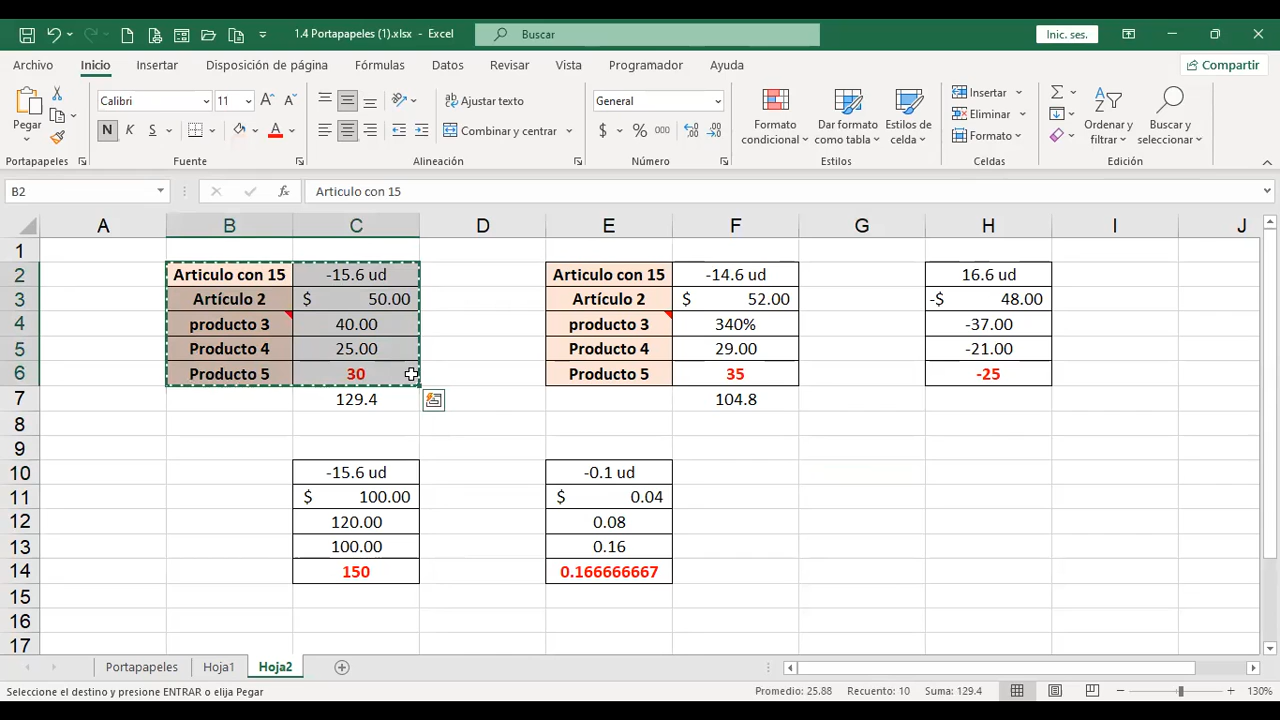 1.4 Portapapeles (1).xlsx - Excel
Buscar
Inic. ses.
Archivo Inicio Insertar Disposición de página Fórmulas Datos Revisar Vista Programador Ayuda
Compartir
Pegar
Calibri 11
N K S
Ajustar texto
Combinar y centrar
General
$ % 000
Formato condicional
Dar formato como tabla
Estilos de celda
Insertar
Eliminar
Formato
Ordenar y filtrar
Buscar y seleccionar
Portapapeles Fuente Alineación Número Estilos Celdas Edición
B2 fx Articulo con 15
A B C D E F G H I J
1
2 Articulo con 15 -15.6 ud Articulo con 15 -14.6 ud 16.6 ud
3 Artículo 2 $ 50.00 Artículo 2 $ 52.00 -$ 48.00
4 producto 3 40.00 producto 3 340% -37.00
5 Producto 4 25.00 Producto 4 29.00 -21.00
6 Producto 5 30 Producto 5 35 -25
7 129.4 104.8
8
9
10 -15.6 ud -0.1 ud
11 $ 100.00 $ 0.04
12 120.00 0.08
13 100.00 0.16
14 150 0.166666667
15
16
17
Portapapeles Hoja1 Hoja2
Seleccione el destino y presione ENTRAR o elija Pegar Promedio: 25.88 Recuento: 10 Suma: 129.4 130%